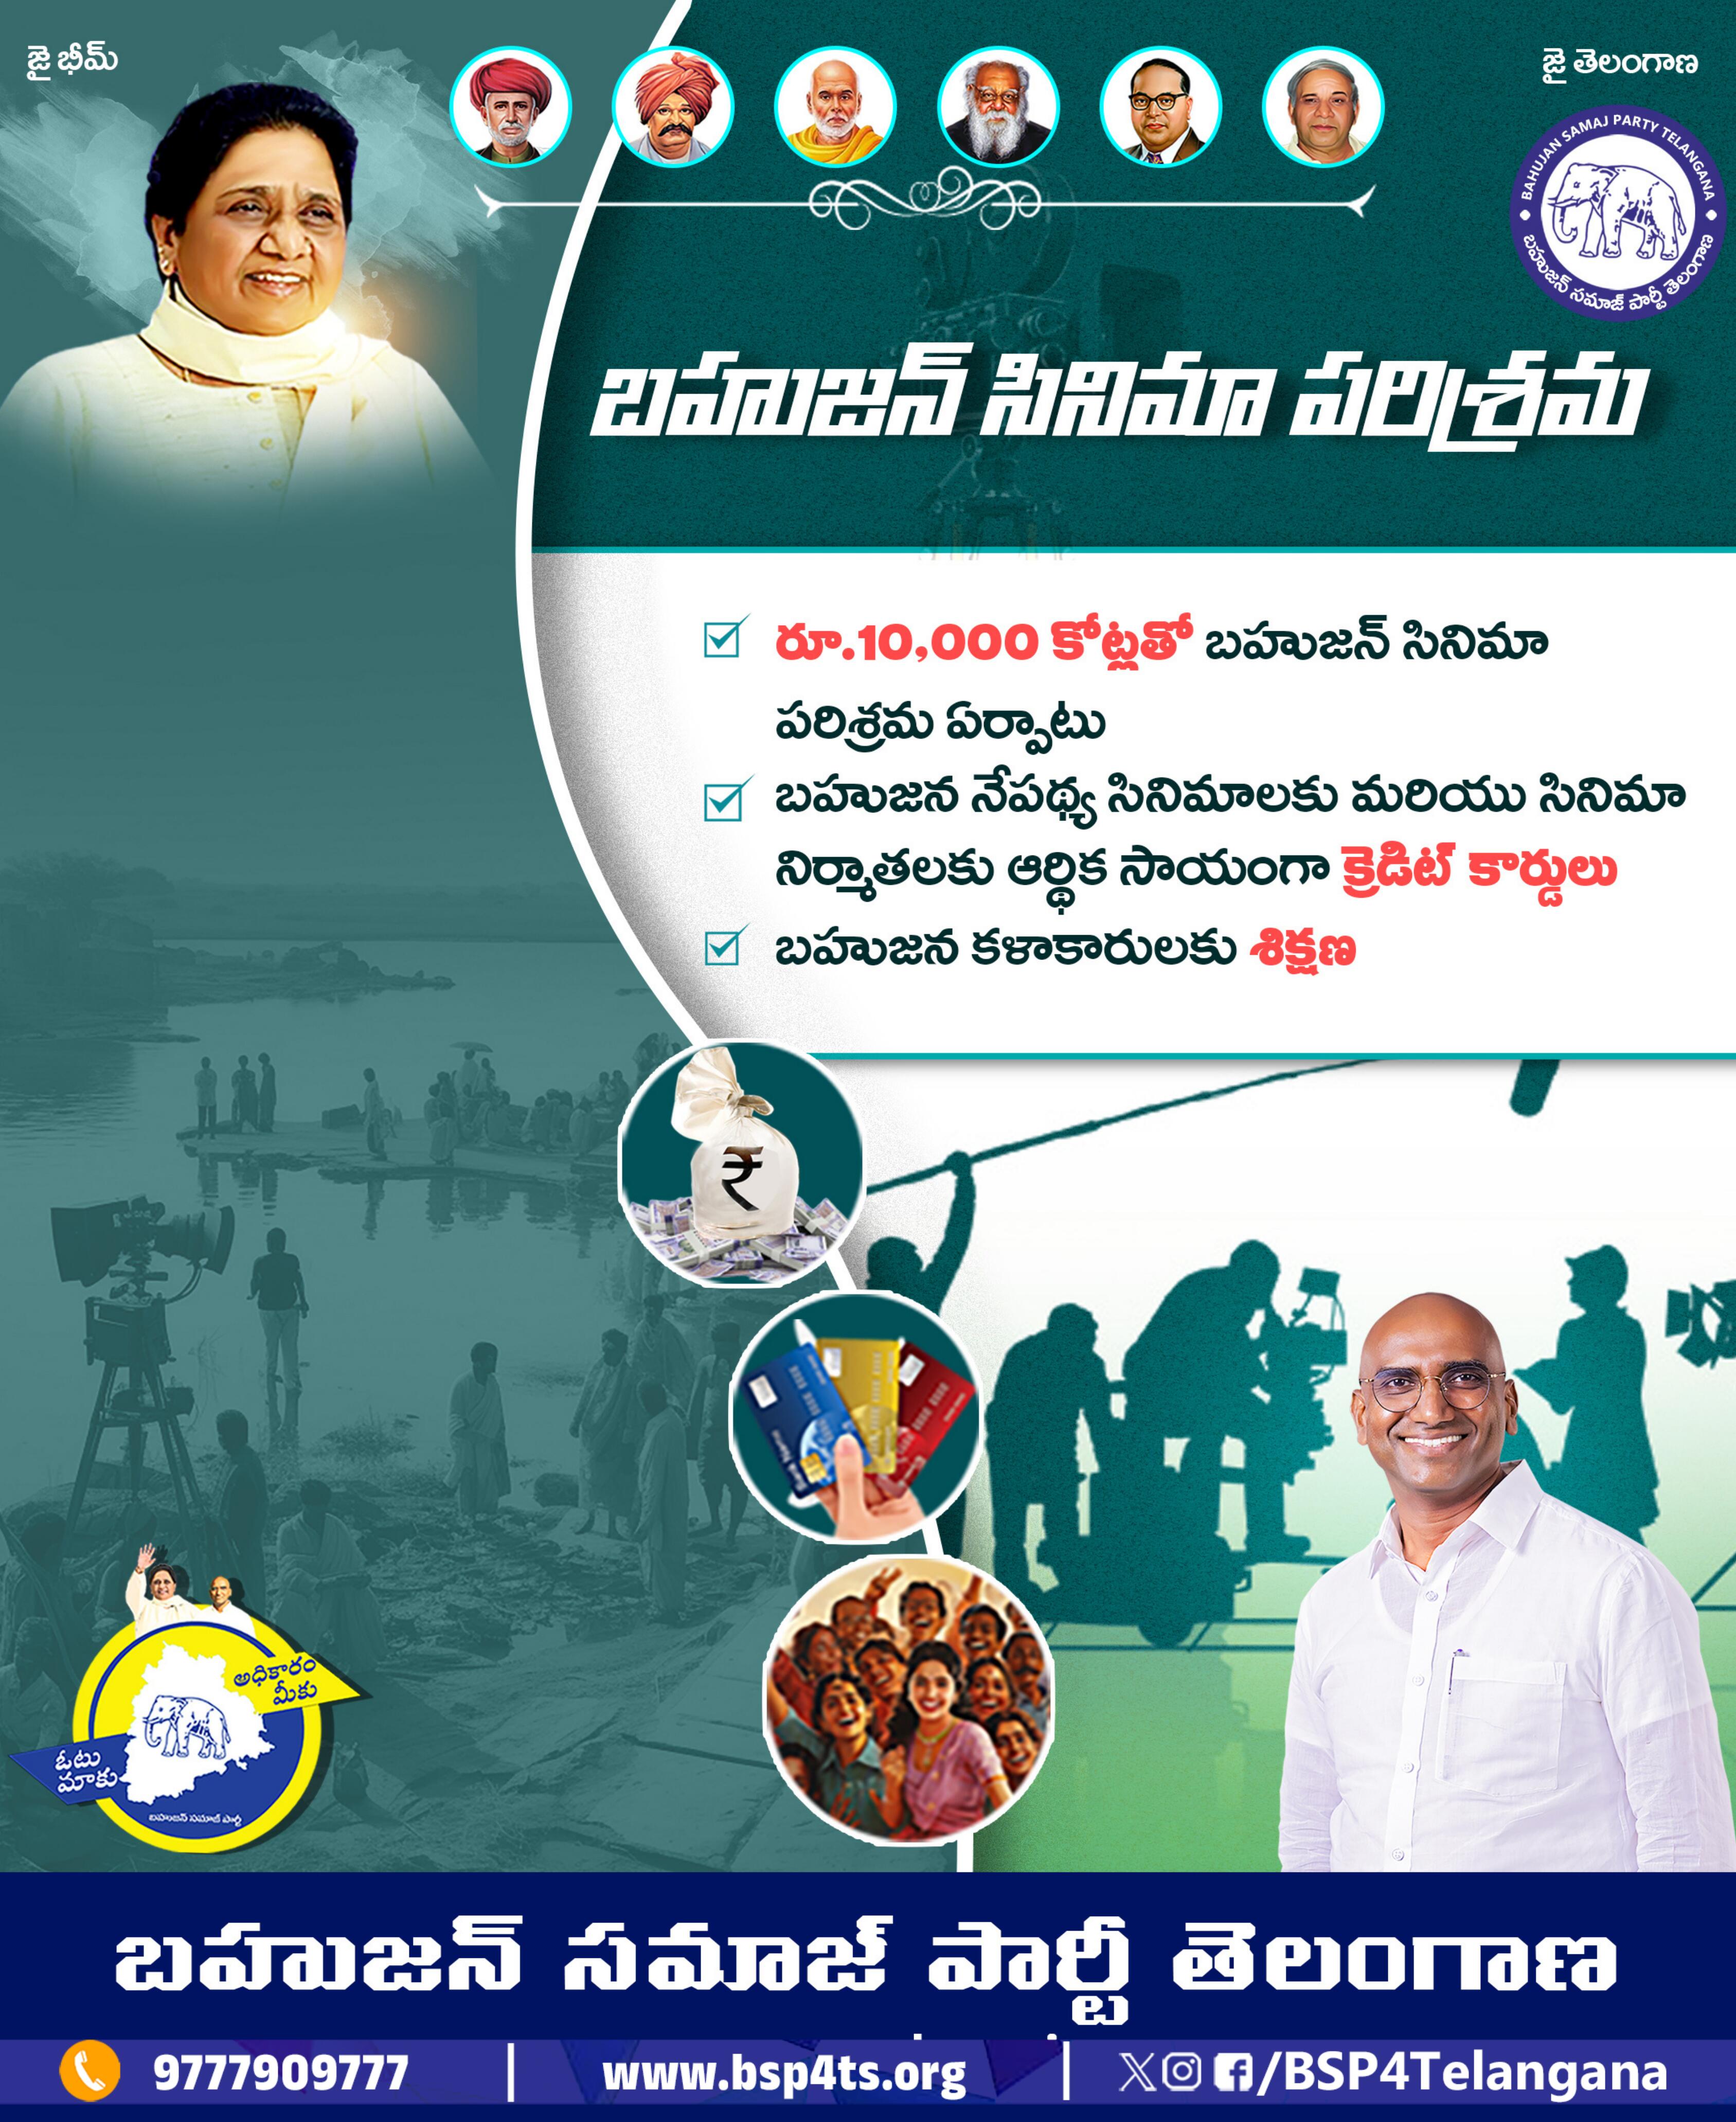 జై భీమ్
జై తెలంగాణ
BAHUJAN SAMAJ PARTY TELANGANA
బహుజన్ సమాజ్ పార్టీ తెలంగాణ
బహుజన్ సినిమా పరిశ్రమ
రూ.10,000 కోట్లతో బహుజన్ సినిమా
పరిశ్రమ ఏర్పాటు
బహుజన నేపథ్య సినిమాలకు మరియు సినిమా
నిర్మాతలకు ఆర్థిక సాయంగా క్రెడిట్ కార్డులు
బహుజన కళాకారులకు శిక్షణ
₹
అధికారం
మీకు
ఓటు
మాకు
బహుజన్ సమాజ్ పార్టీ
బహుజన్ సమాజ్ పార్టీ తెలంగాణ
9777909777 | www.bsp4ts.org | /BSP4Telangana